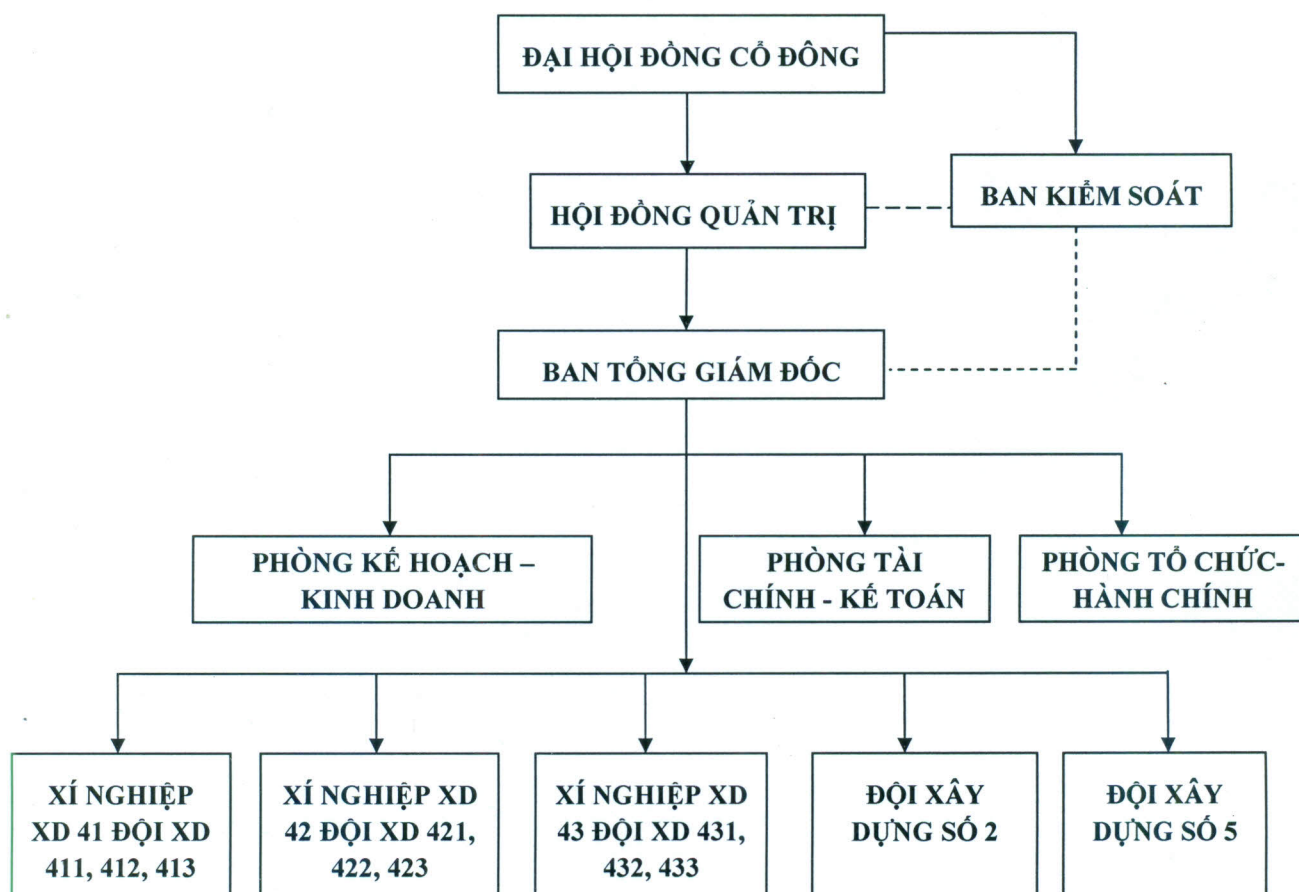 ĐẠI HỘI ĐỒNG CỔ ĐÔNG
BAN KIỂM SOÁT
HỘI ĐỒNG QUẢN TRỊ
BAN TỔNG GIÁM ĐỐC
PHÒNG KẾ HOẠCH –
KINH DOANH
PHÒNG TÀI
CHÍNH - KẾ TOÁN
PHÒNG TỔ CHỨC-
HÀNH CHÍNH
XÍ NGHIỆP
XD 41 ĐỘI XD
411, 412, 413
XÍ NGHIỆP XD
42 ĐỘI XD 421,
422, 423
XÍ NGHIỆP XD
43 ĐỘI XD 431,
432, 433
ĐỘI XÂY
DỰNG SỐ 2
ĐỘI XÂY
DỰNG SỐ 5